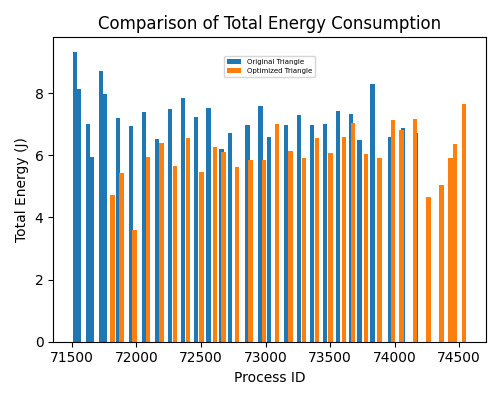 Comparison of Total Energy Consumption
Original Triangle
Optimized Triangle
Total Energy (J)
8
6
4
2
0
71500 72000 72500 73000 73500 74000 74500
Process ID